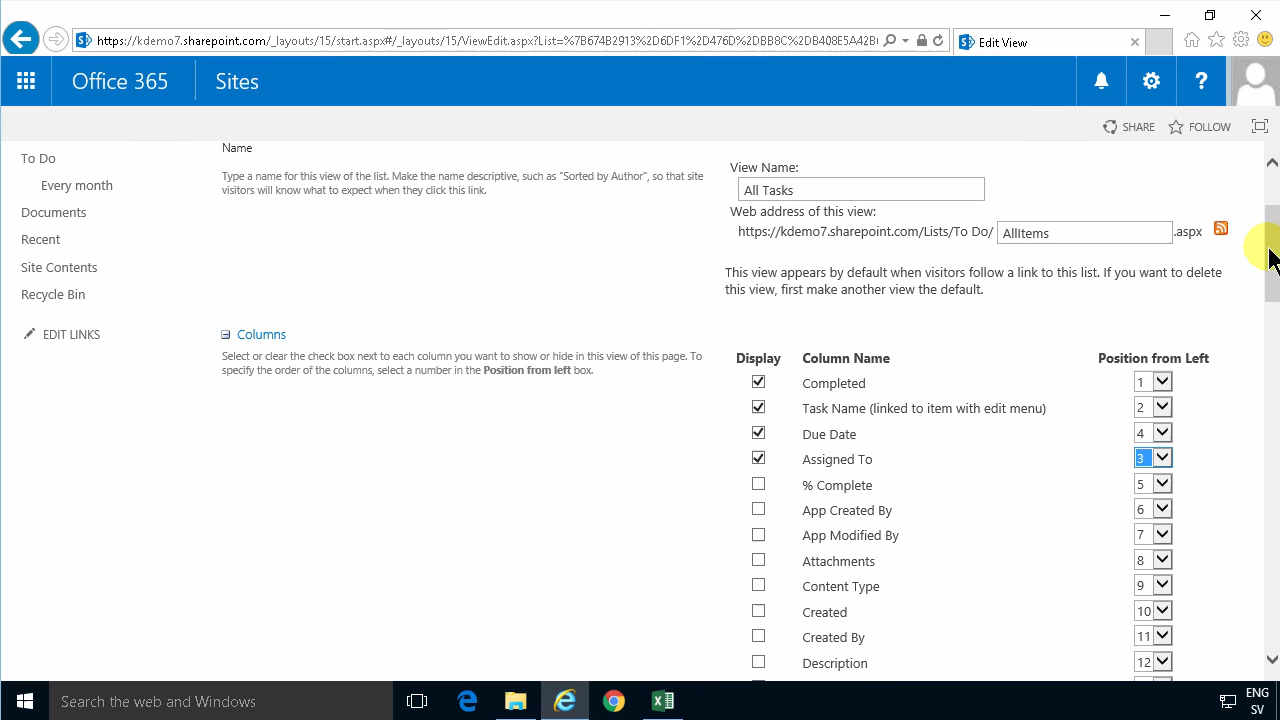 https://kdemo7.sharepoint.com/_layouts/15/start.aspx#/_layouts/15/ViewEdit.aspx?List=%7B674B2913%2D6DF1%2D476D%2DBB3C%2DB408E5A42B
Edit View
Office 365
Sites
?
SHARE
FOLLOW
To Do
Every month
Documents
Recent
Site Contents
Recycle Bin
EDIT LINKS
Name
Type a name for this view of the list. Make the name descriptive, such as "Sorted by Author", so that site
visitors will know what to expect when they click this link.
View Name:
All Tasks
Web address of this view:
https://kdemo7.sharepoint.com/Lists/To Do/ AllItems .aspx
This view appears by default when visitors follow a link to this list. If you want to delete
this view, first make another view the default.
Columns
Select or clear the check box next to each column you want to show or hide in this view of this page. To
specify the order of the columns, select a number in the Position from left box.
Display Column Name Position from Left
Completed 1
Task Name (linked to item with edit menu) 2
Due Date 4
Assigned To 3
% Complete 5
App Created By 6
App Modified By 7
Attachments 8
Content Type 9
Created 10
Created By 11
Description 12
Search the web and Windows
ENG
SV